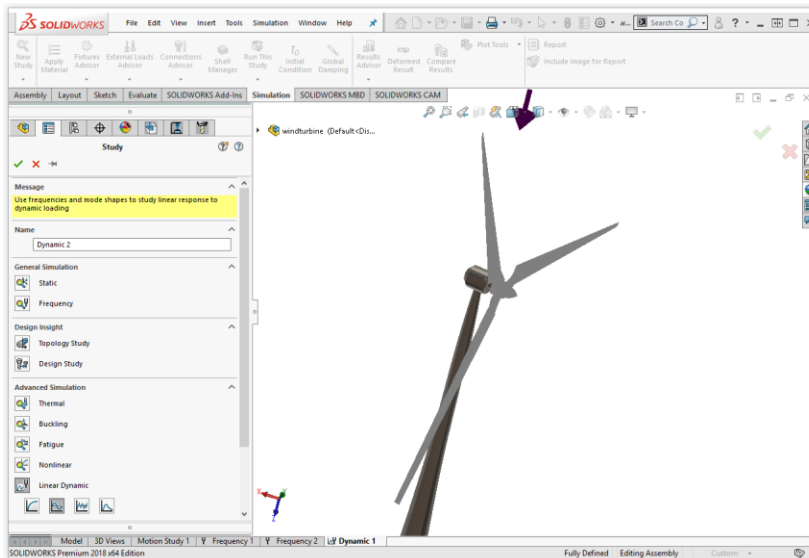 SOLIDWORKS File Edit View Insert Tools Simulation Window Help Search Co
New Study Apply Material Fixtures Advisor External Loads Advisor Connections Advisor Shell Manager Run This Study Initial Condition Global Damping Results Advisor Deformed Result Compare Results Plot Tools Report
Include Image for Report
Assembly Layout Sketch Evaluate SOLIDWORKS Add-Ins Simulation SOLIDWORKS MBD SOLIDWORKS CAM
windturbine (Default<Dis...
Study
Message
Use frequencies and mode shapes to study linear response to
dynamic loading
Name
Dynamic 2
General Simulation
Static
Frequency
Design Insight
Topology Study
Design Study
Advanced Simulation
Thermal
Buckling
Fatigue
Nonlinear
Linear Dynamic
Model 3D Views Motion Study 1 Frequency 1 Frequency 2 Dynamic 1
SOLIDWORKS Premium 2018 x64 Edition Fully Defined Editing Assembly Custom